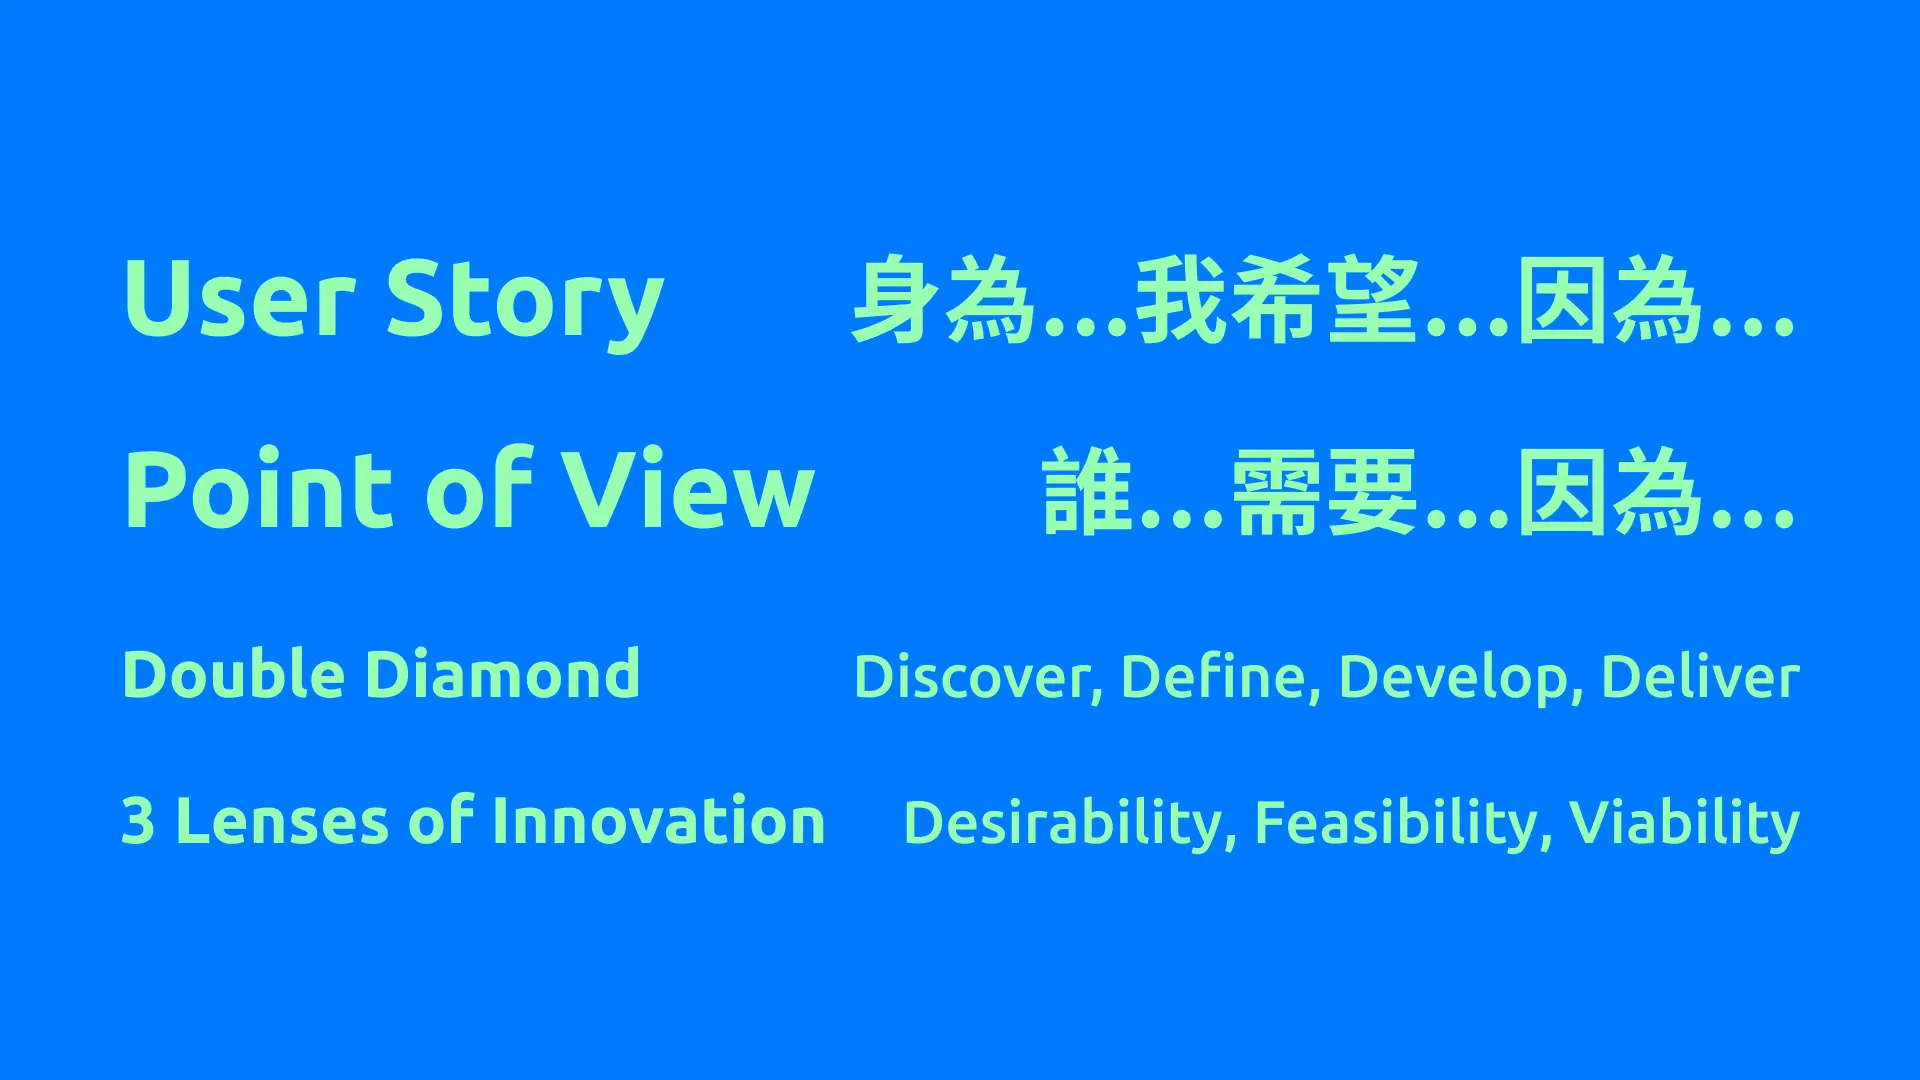 User Story 身為…我希望…因為…
Point of View 誰…需要…因為…
Double Diamond Discover, Define, Develop, Deliver
3 Lenses of Innovation Desirability, Feasibility, Viability